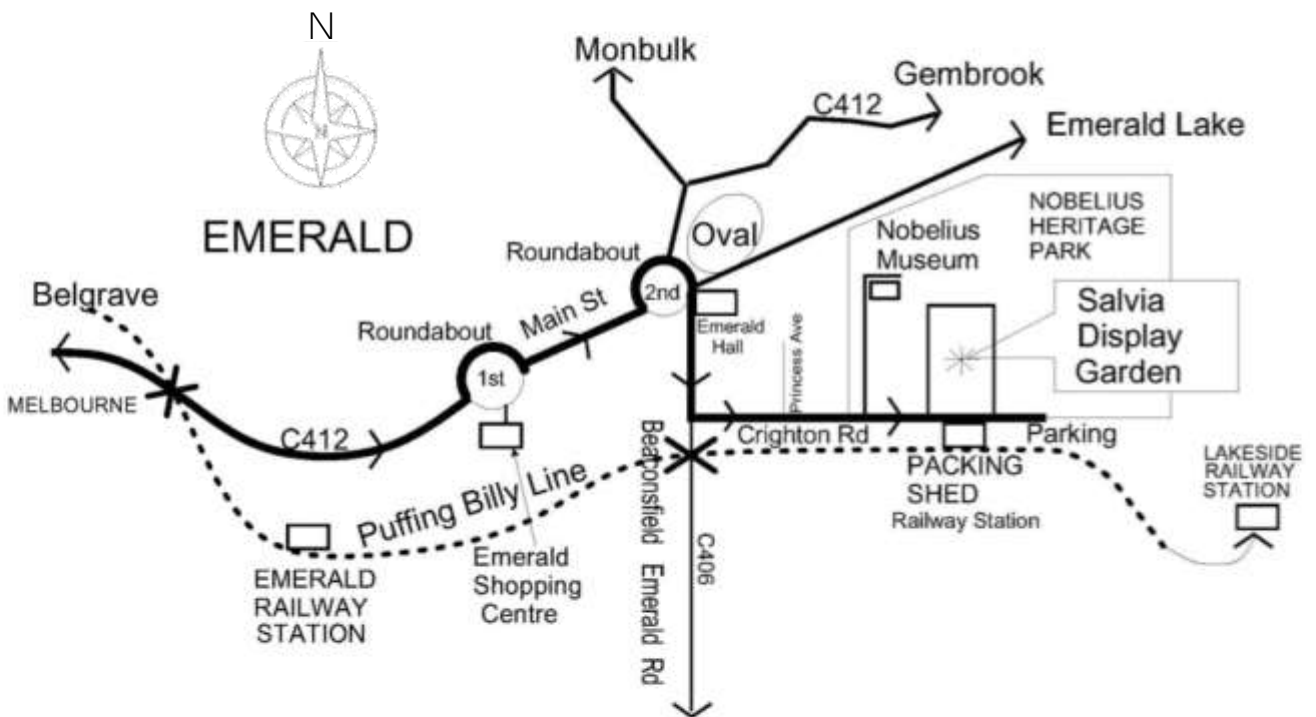 N
Monbulk
Gembrook
C412
Emerald Lake
N
EMERALD
Oval
NOBELIUS
HERITAGE
PARK
Nobelius
Museum
Roundabout
2nd
Belgrave
Main St
Emerald
Hall
Salvia
Display
Garden
Roundabout
1st
Princess Ave
MELBOURNE
C412
Crighton Rd
Parking
Puffing Billy Line
PACKING
SHED
Railway Station
LAKESIDE
RAILWAY
STATION
Beaconsfield Emerald Rd
C406
Emerald
Shopping
Centre
EMERALD
RAILWAY
STATION